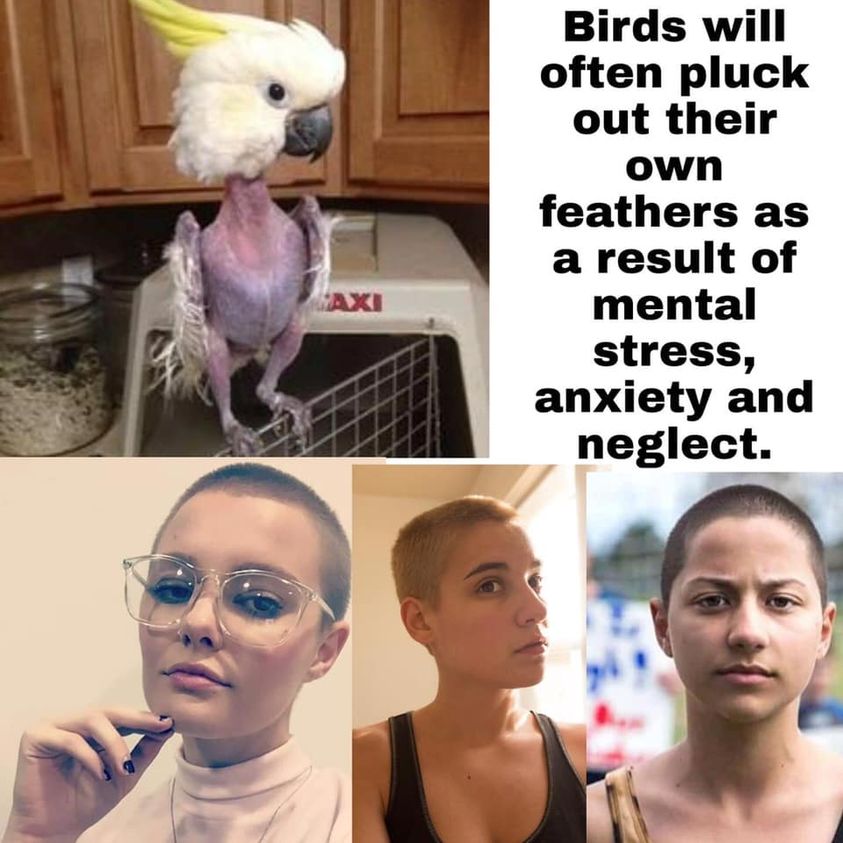 Birds will
often pluck
out their
own
feathers as
a result of
mental
stress,
anxiety and
neglect.
AXI